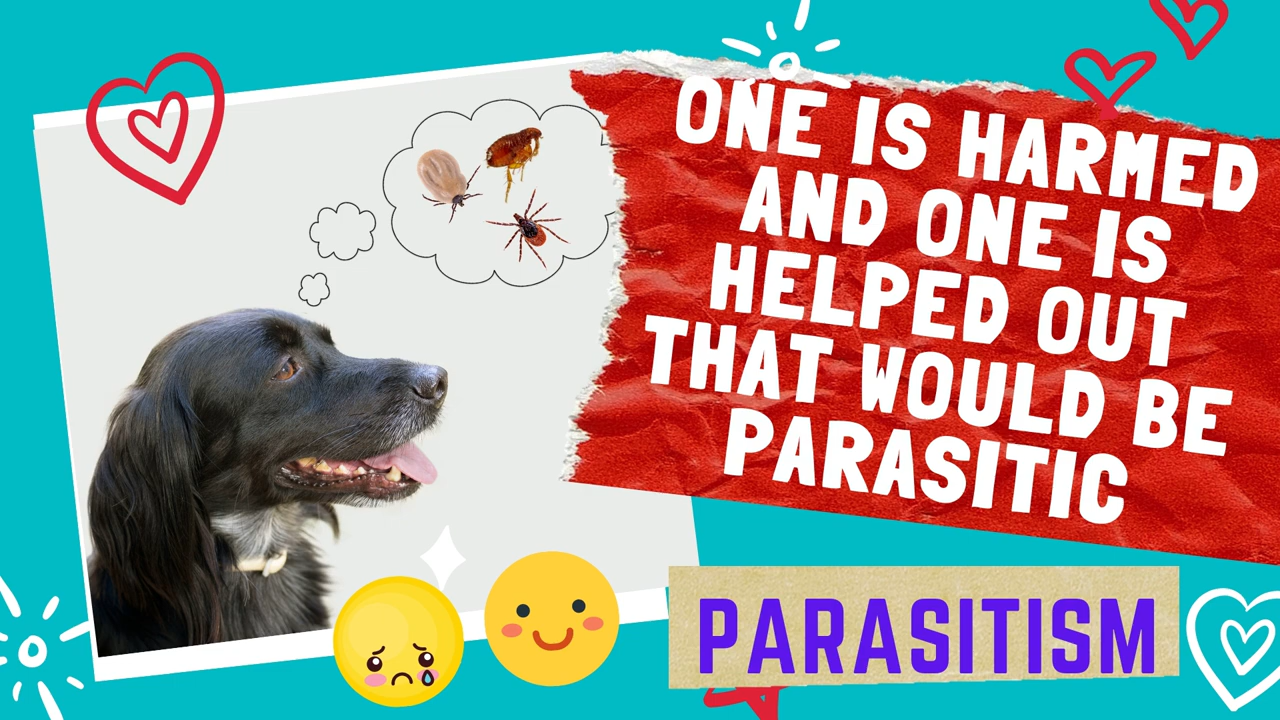 ONE IS HARMED
AND ONE IS
HELPED OUT
THAT WOULD BE
PARASITIC
PARASITISM